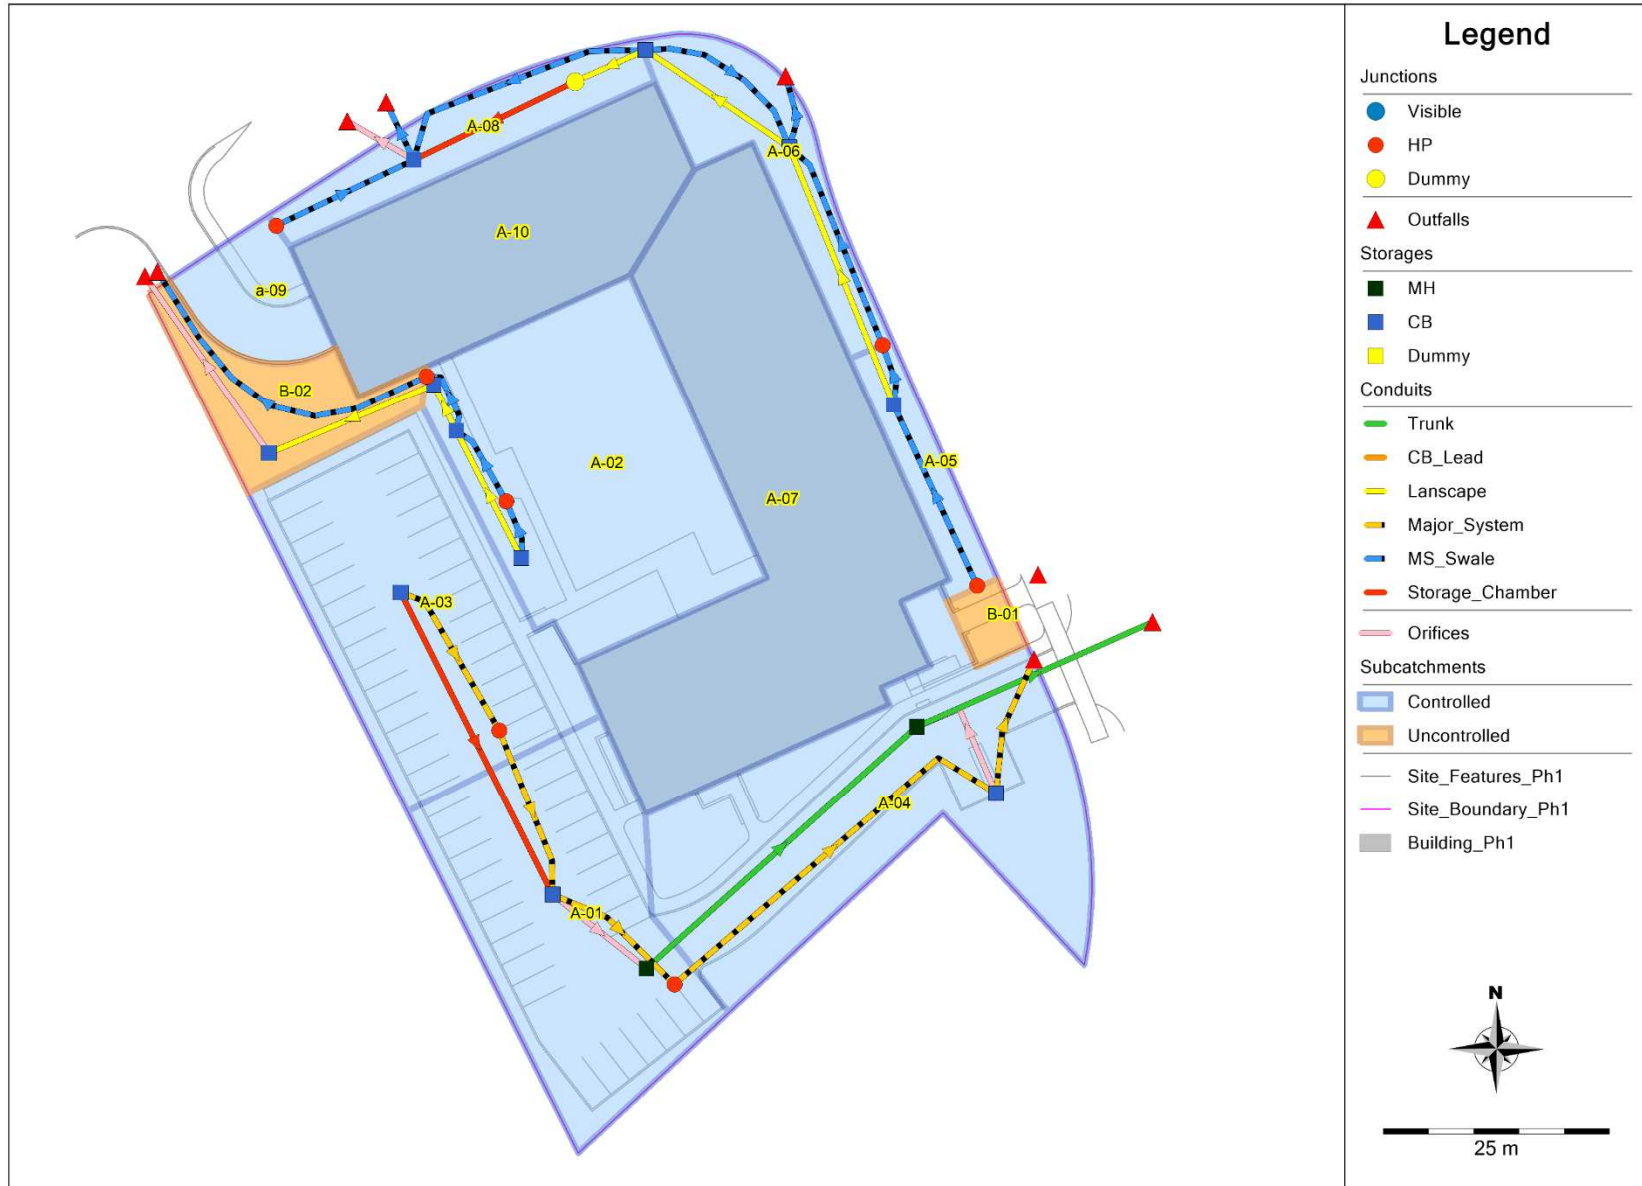 A-08
A-06
A-10
a-09
B-02
A-02
A-05
A-07
A-03
B-01
A-04
A-01
Legend
Junctions
Visible
HP
Dummy
Outfalls
Storages
MH
CB
Dummy
Conduits
Trunk
CB_Lead
Lanscape
Major_System
MS_Swale
Storage_Chamber
Orifices
Subcatchments
Controlled
Uncontrolled
Site_Features_Ph1
Site_Boundary_Ph1
Building_Ph1
N
25 m